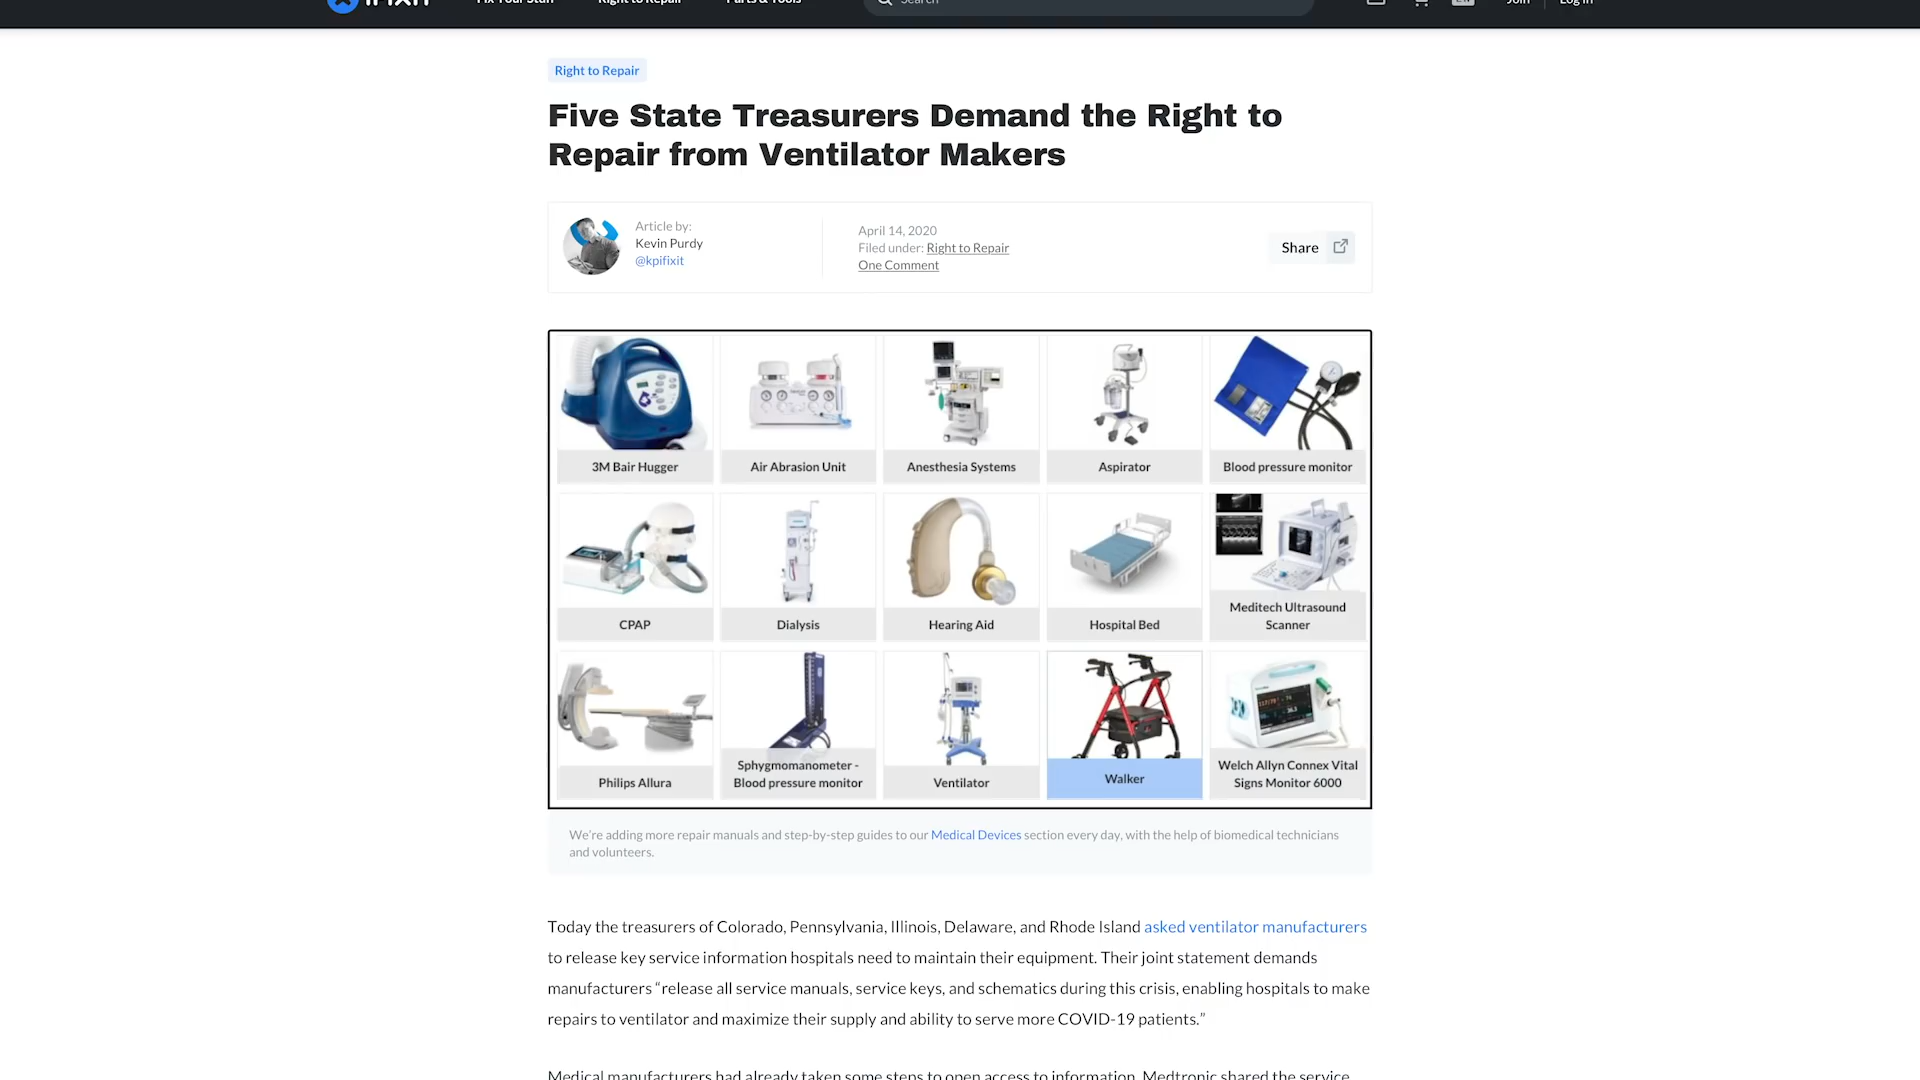 iFixit Fix Your Stuff Right to Repair Parts & Tools Search EN Join Log In
Right to Repair
Five State Treasurers Demand the Right to
Repair from Ventilator Makers
Article by:
Kevin Purdy
@kpifixit
April 14, 2020
Filed under: Right to Repair
One Comment
Share
3M Bair Hugger
Air Abrasion Unit
Anesthesia Systems
Aspirator
Blood pressure monitor
CPAP
Dialysis
Hearing Aid
Hospital Bed
Meditech Ultrasound
Scanner
Philips Allura
Sphygmomanometer -
Blood pressure monitor
Ventilator
Walker
Welch Allyn Connex Vital
Signs Monitor 6000
We're adding more repair manuals and step-by-step guides to our Medical Devices section every day, with the help of biomedical technicians
and volunteers.
Today the treasurers of Colorado, Pennsylvania, Illinois, Delaware, and Rhode Island asked ventilator manufacturers
to release key service information hospitals need to maintain their equipment. Their joint statement demands
manufacturers “release all service manuals, service keys, and schematics during this crisis, enabling hospitals to make
repairs to ventilator and maximize their supply and ability to serve more COVID-19 patients.”
Medical manufacturers had already taken some steps to open access to information. Medtronic shared the service